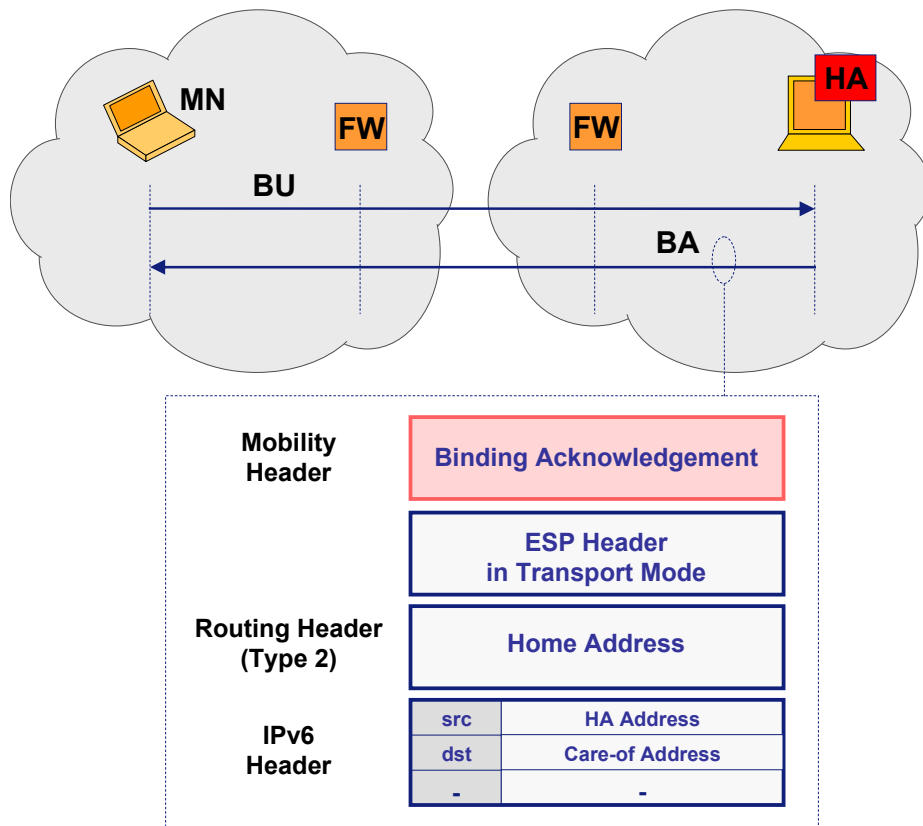 MN
FW
FW
HA
BU
BA
Mobility
Header
Binding Acknowledgement
ESP Header
in Transport Mode
Routing Header
(Type 2)
Home Address
IPv6
Header
src
HA Address
dst
Care-of Address
-
-